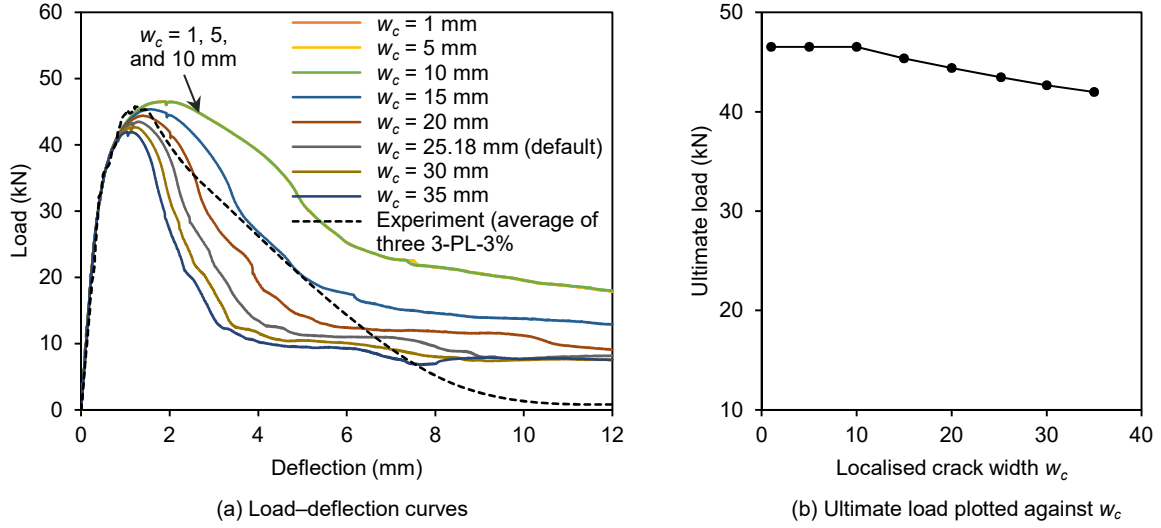 60
50
40
30
20
10
0
Load (kN)
0 2 4 6 8 10 12
Deflection (mm)
w_c = 1, 5,
and 10 mm
w_c = 1 mm
w_c = 5 mm
w_c = 10 mm
w_c = 15 mm
w_c = 20 mm
w_c = 25.18 mm (default)
w_c = 30 mm
w_c = 35 mm
Experiment (average of
three 3-PL-3%
(a) Load–deflection curves
50
40
30
20
10
Ultimate load (kN)
0 10 20 30 40
Localised crack width w_c
(b) Ultimate load plotted against w_c